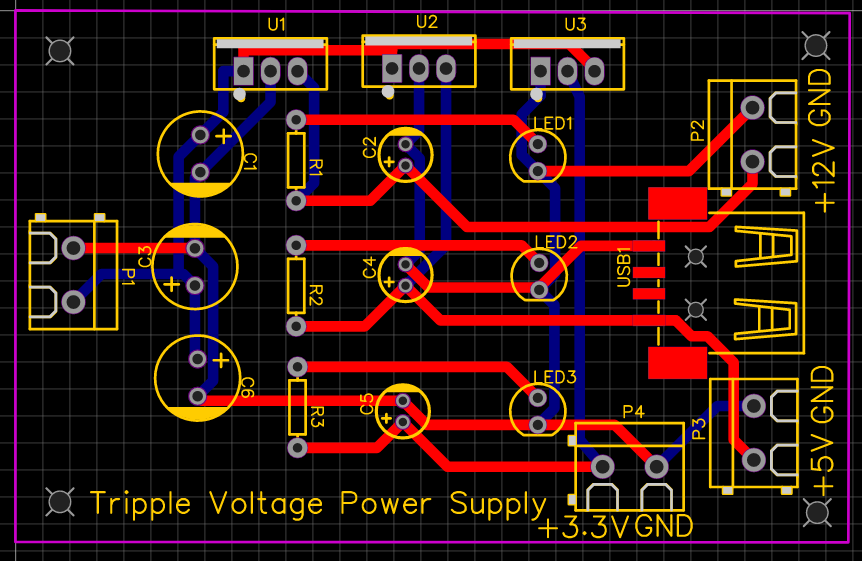 U1
U2
U3
C1
R1
C2
LED1
P2
+12V GND
P1
C3
R2
C4
LED2
USB1
C6
R3
C5
LED3
P4
P3
+5V GND
Tripple Voltage Power Supply
+3.3V GND